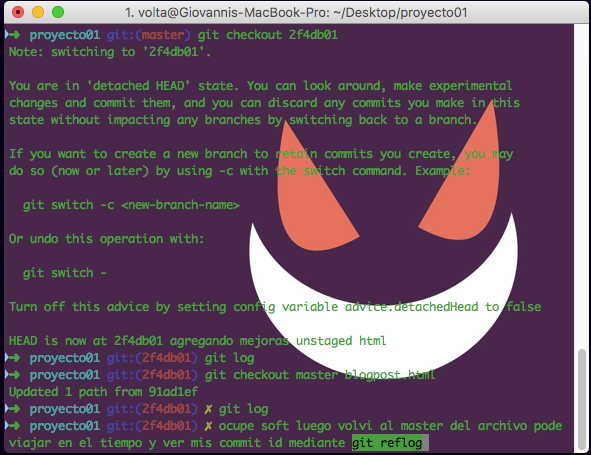 1. volta@Giovannis-MacBook-Pro: ~/Desktop/proyecto01
➜ proyecto01 git:(master) git checkout 2f4db01
Note: switching to '2f4db01'.
You are in 'detached HEAD' state. You can look around, make experimental
changes and commit them, and you can discard any commits you make in this
state without impacting any branches by switching back to a branch.
If you want to create a new branch to retain commits you create, you may
do so (now or later) by using -c with the switch command. Example:
git switch -c <new-branch-name>
Or undo this operation with:
git switch -
Turn off this advice by setting config variable advice.detachedHead to false
HEAD is now at 2f4db01 agregando mejoras unstaged html
➜ proyecto01 git:(2f4db01) git log
➜ proyecto01 git:(2f4db01) git checkout master blogpost.html
Updated 1 path from 91ad1ef
➜ proyecto01 git:(2f4db01) ✗ git log
➜ proyecto01 git:(2f4db01) ✗ ocupe soft luego volvi al master del archivo pode
viajar en el tiempo y ver mis commit id mediante git reflog